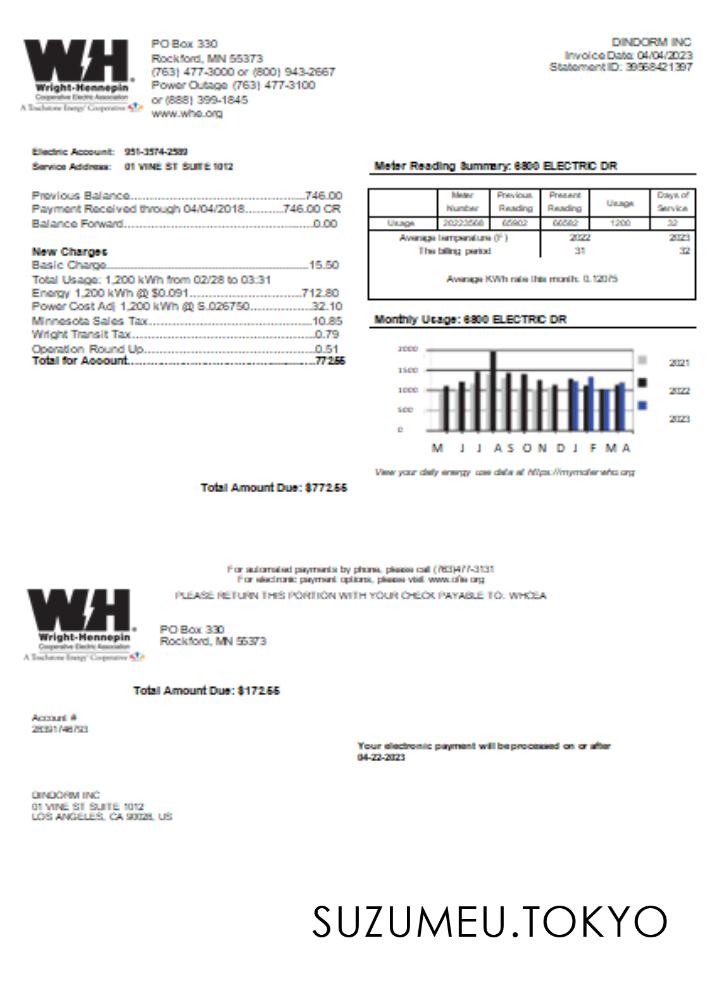 WH
Wright-Hennepin
Cooperative Electric Association
A Touchstone Energy® Cooperative
PO Box 330
Rockford, MN 55373
(763) 477-3000 or (800) 943-2667
Power Outage (763) 477-3100
or (888) 399-1845
www.whe.org
DINDORM INC
Invoice Date: 04/04/2023
Statement ID: 39568421397
Electric Account: 951-3574-2589
Service Address: 01 VINE ST SUITE 1012
Previous Balance...746.00
Payment Received through 04/04/2018...746.00 CR
Balance Forward...0.00
New Charges
Basic Charge...15.50
Total Usage: 1,200 kWh from 02/28 to 03:31
Energy 1,200 kWh @ $0.091...712.80
Power Cost Adj 1,200 kWh @ S.026750...32.10
Minnesota Sales Tax...10.85
Wright Transit Tax...0.79
Operation Round Up...0.51
Total for Account...77255
Total Amount Due: $772.55
Meter Reading Summary: 6800 ELECTRIC DR
Meter Number Previous Reading Present Reading Usage Days of Service
Usage 20223568 65902 66582 1200 32
Average temperature (F) 2022 2023
The billing period 31 32
Average KWh rate this month: 0.12075
Monthly Usage: 6800 ELECTRIC DR
2000
1500
1000
500
0
M J J A S O N D J F M A
2021
2022
2023
View your daily energy use data at https://mymoter.who.org
For automated payments by phone, please call (763)477-3131
For electronic payment options, please visit www.ofie.org
PLEASE RETURN THIS PORTION WITH YOUR CHECK PAYABLE TO: WHCEA
WH
Wright-Hennepin
Cooperative Electric Association
A Touchstone Energy® Cooperative
PO Box 330
Rockford, MN 55373
Total Amount Due: $172.55
Account #
28391746793
Your electronic payment will be processed on or after
04-22-2023
DINDORM INC
01 VINE ST SUITE 1012
LOS ANGELES, CA 90028, US
SUZUMEU.TOKYO